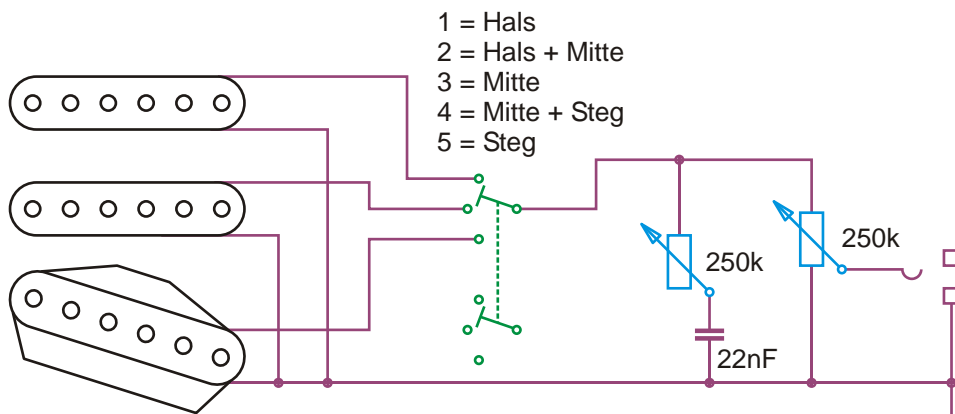 1 = Hals
2 = Hals + Mitte
3 = Mitte
4 = Mitte + Steg
5 = Steg
250k
250k
22nF